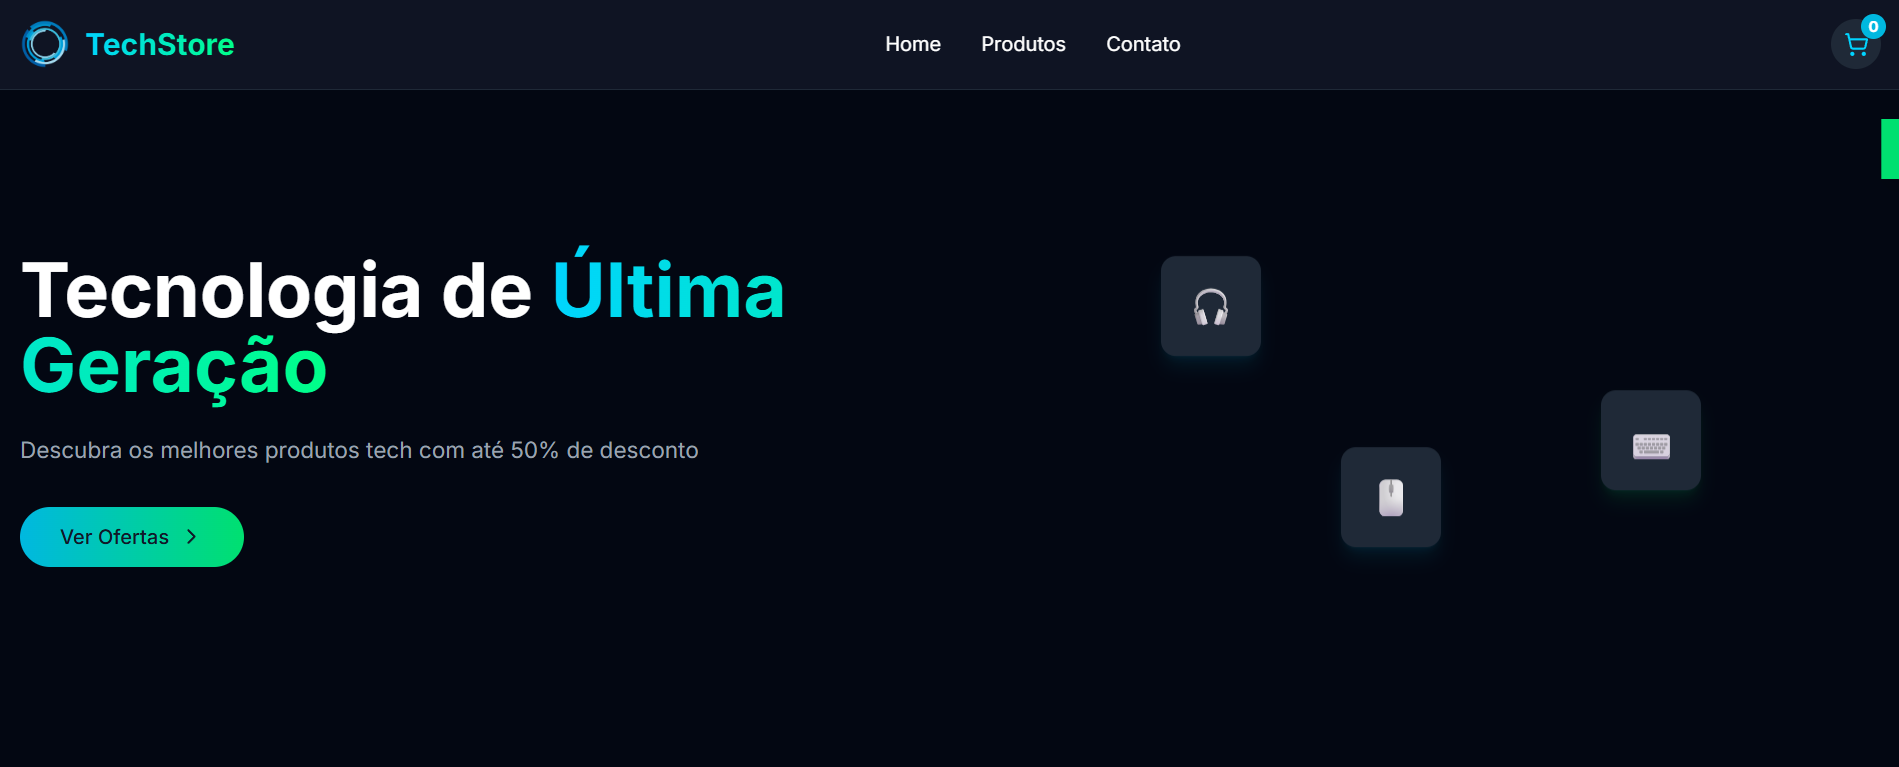 TechStore
Home
Produtos
Contato
0
Tecnologia de Última
Geração
Descubra os melhores produtos tech com até 50% de desconto
Ver Ofertas